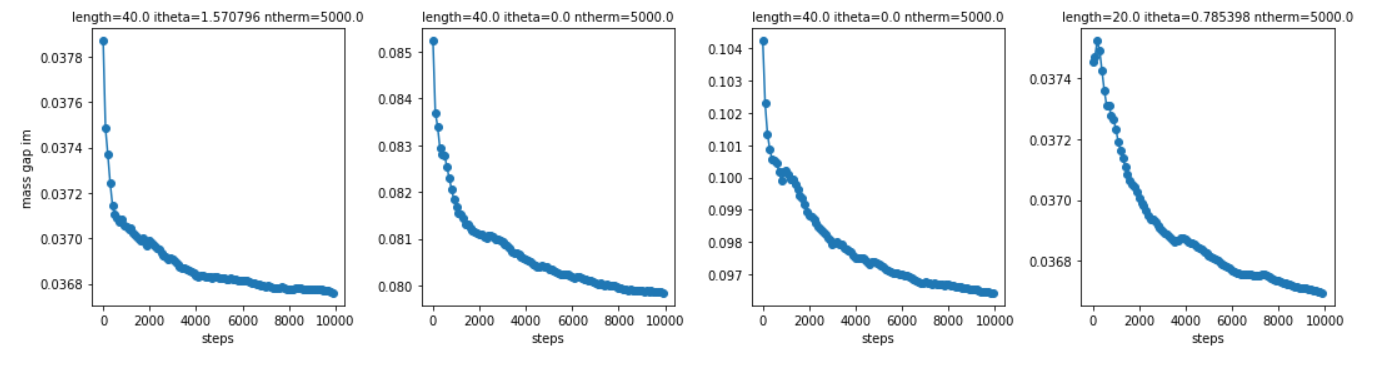 length=40.0 itheta=1.570796 ntherm=5000.0
0.0378
0.0376
0.0374
0.0372
0.0370
0.0368
mass gap im
0 2000 4000 6000 8000 10000
steps
length=40.0 itheta=0.0 ntherm=5000.0
0.085
0.084
0.083
0.082
0.081
0.080
0 2000 4000 6000 8000 10000
steps
length=40.0 itheta=0.0 ntherm=5000.0
0.104
0.103
0.102
0.101
0.100
0.099
0.098
0.097
0 2000 4000 6000 8000 10000
steps
length=20.0 itheta=0.785398 ntherm=5000.0
0.0374
0.0372
0.0370
0.0368
0 2000 4000 6000 8000 10000
steps